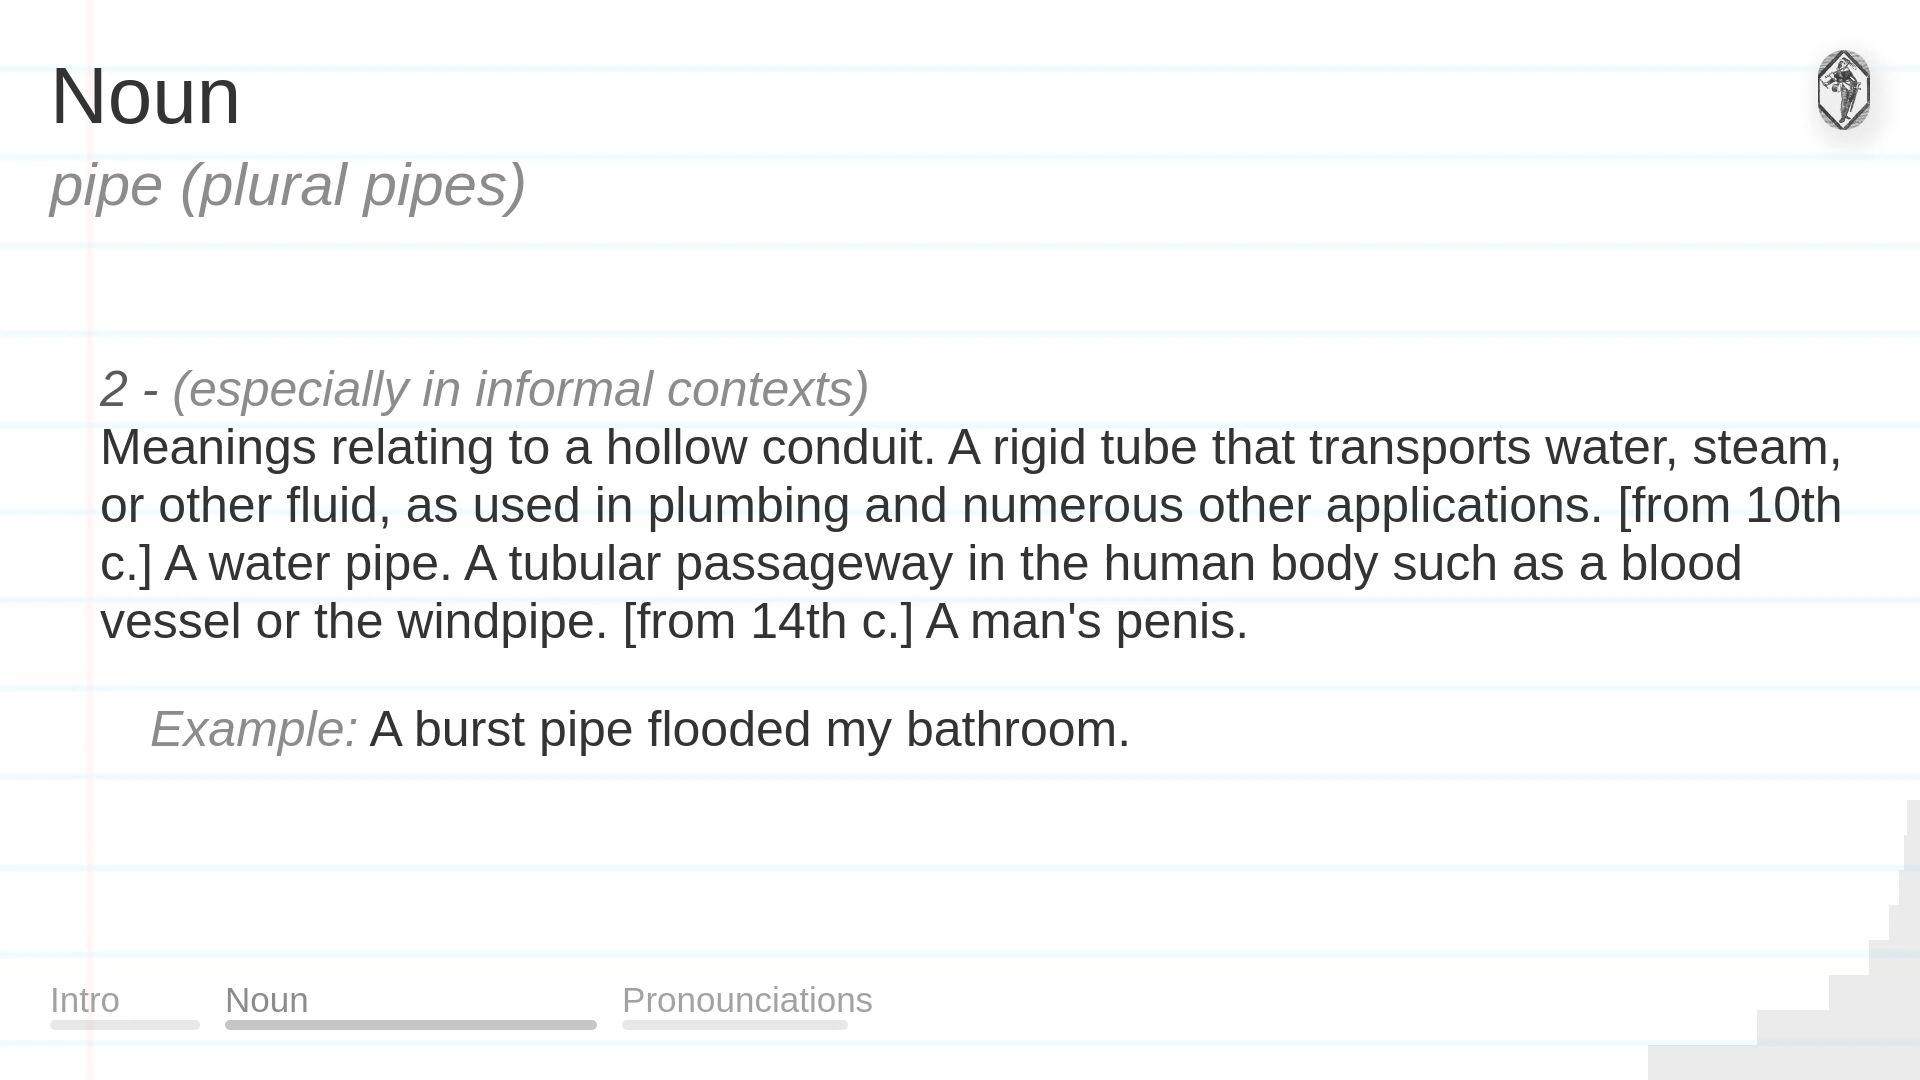 Noun
pipe (plural pipes)
2 - (especially in informal contexts)
Meanings relating to a hollow conduit. A rigid tube that transports water, steam,
or other fluid, as used in plumbing and numerous other applications. [from 10th
c.] A water pipe. A tubular passageway in the human body such as a blood
vessel or the windpipe. [from 14th c.] A man's penis.
Example: A burst pipe flooded my bathroom.
Intro
Noun
Pronounciations